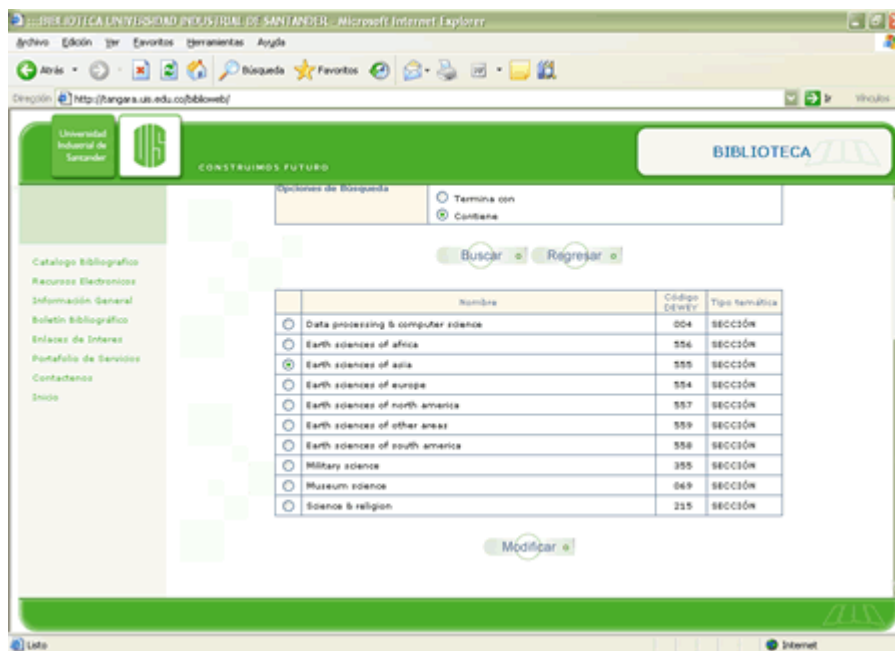 :::BIBLIOTECA UNIVERSIDAD INDUSTRIAL DE SANTANDER - Microsoft Internet Explorer
Archivo Edición Ver Favoritos Herramientas Ayuda
Atrás Búsqueda Favoritos
Dirección http://tangara.uis.edu.co/biblioweb/ Ir Vínculos
Universidad
Industrial de
Santander
UIS
CONSTRUIMOS FUTURO
BIBLIOTECA
Opciones de Búsqueda
Termina con
Contiene
Buscar Regresar
Catalogo Bibliografico
Recursos Electronicos
Información General
Boletín Bibliográfico
Enlaces de Interes
Portafolio de Servicios
Contactenos
Inicio
Nombre Código DEWEY Tipo temática
Data processing & computer science 004 SECCIÓN
Earth sciences of africa 556 SECCIÓN
Earth sciences of asia 555 SECCIÓN
Earth sciences of europe 554 SECCIÓN
Earth sciences of north america 557 SECCIÓN
Earth sciences of other areas 559 SECCIÓN
Earth sciences of south america 558 SECCIÓN
Military science 355 SECCIÓN
Museum science 069 SECCIÓN
Science & religion 215 SECCIÓN
Modificar
Listo Internet